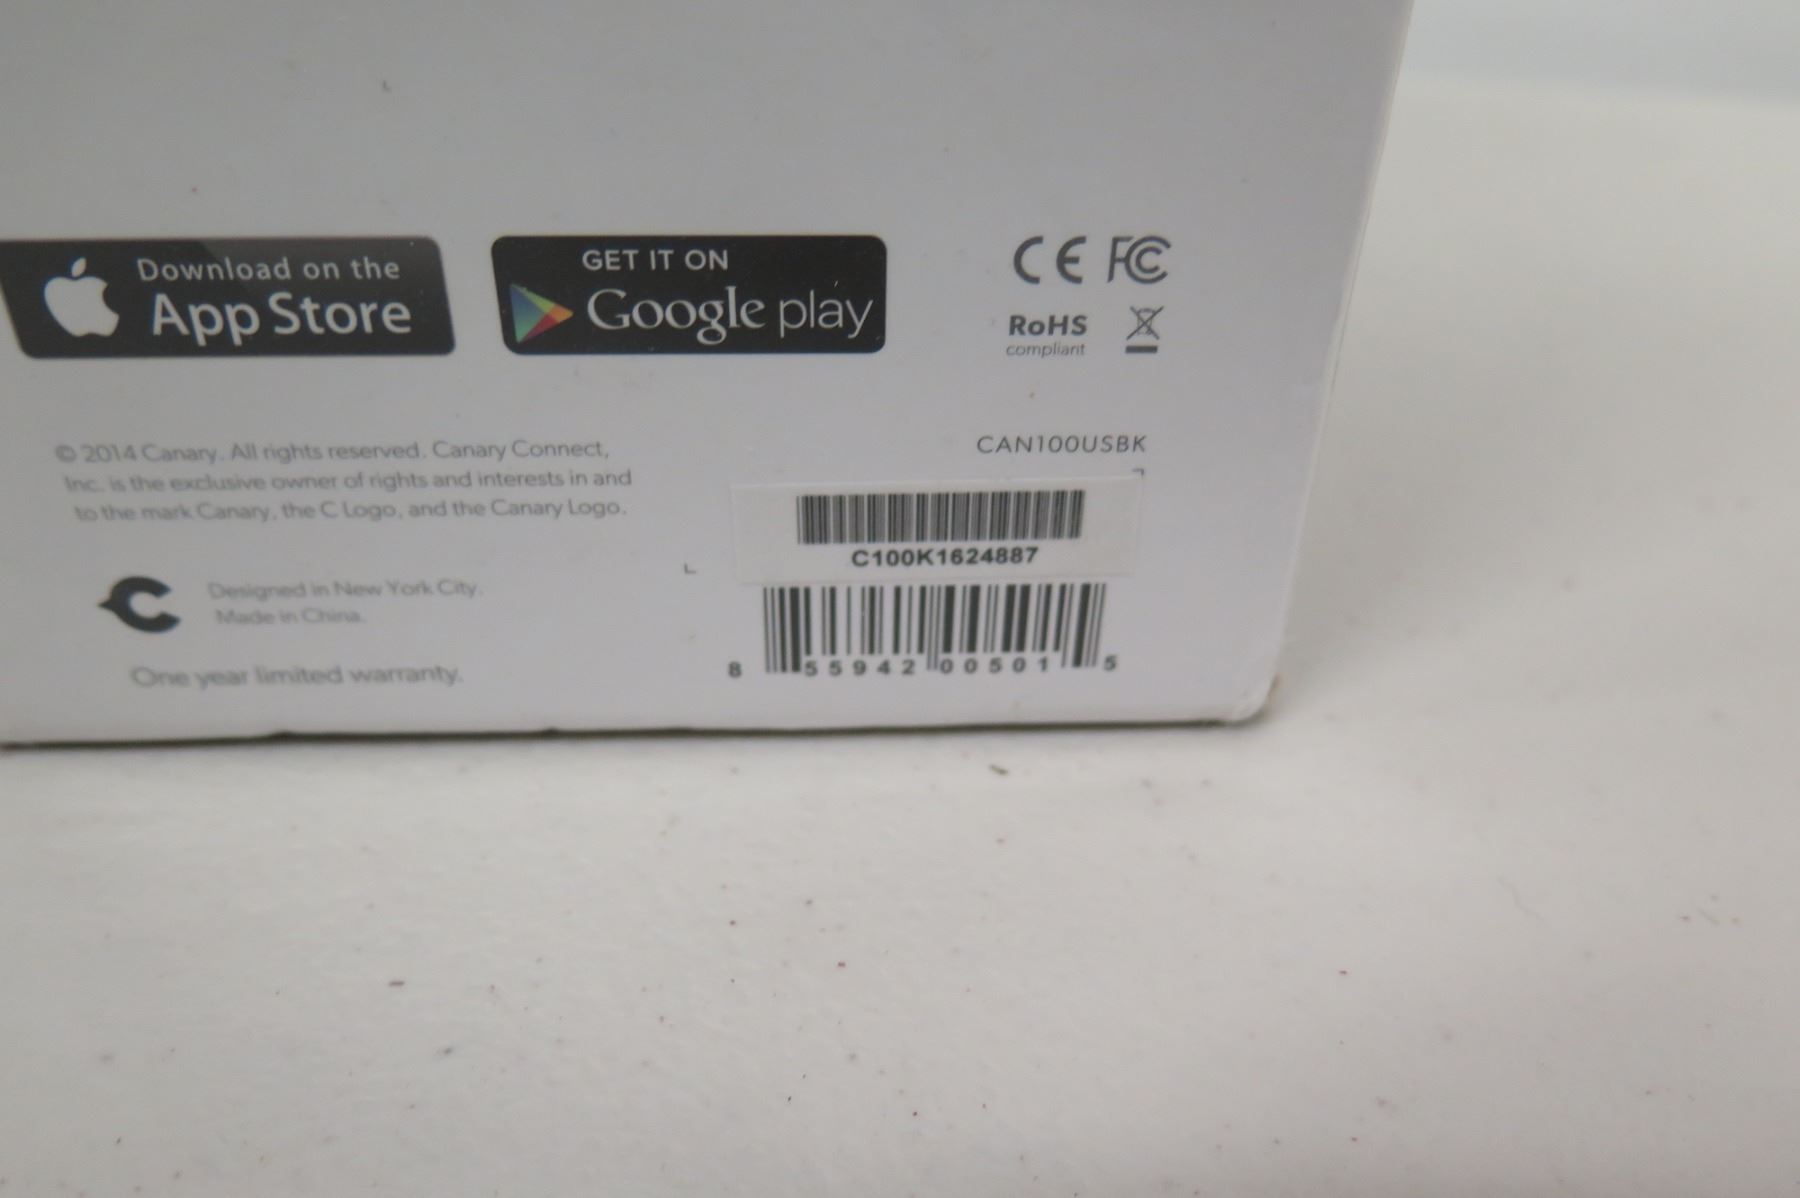 Download on the
App Store
GET IT ON
Google play
CE FC
RoHS
compliant
© 2014 Canary. All rights reserved. Canary Connect,
Inc. is the exclusive owner of rights and interests in and
to the mark Canary, the C Logo, and the Canary Logo.
CAN100USBK
C100K1624887
Designed in New York City.
Made in China.
One year limited warranty.
8 55942 00501 5